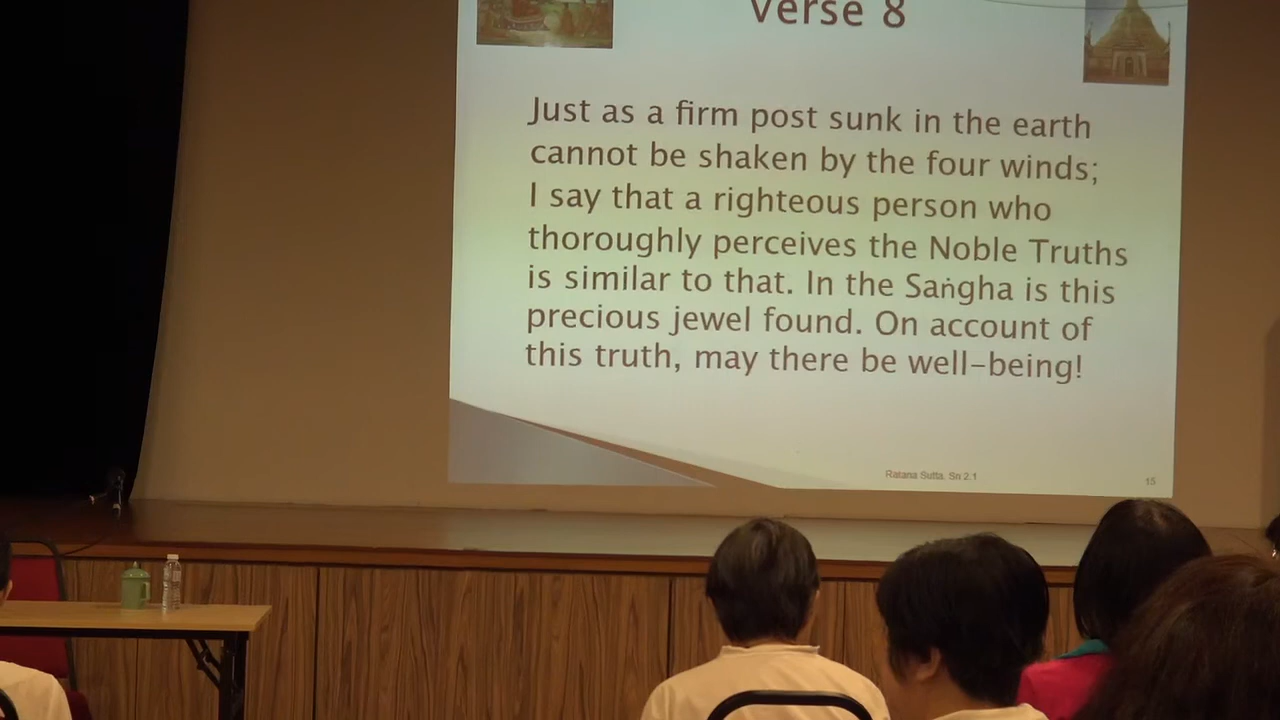 verse 8
Just as a firm post sunk in the earth
cannot be shaken by the four winds;
I say that a righteous person who
thoroughly perceives the Noble Truths
is similar to that. In the Saṅgha is this
precious jewel found. On account of
this truth, may there be well-being!
Ratana Sutta, Sn 2.1
15